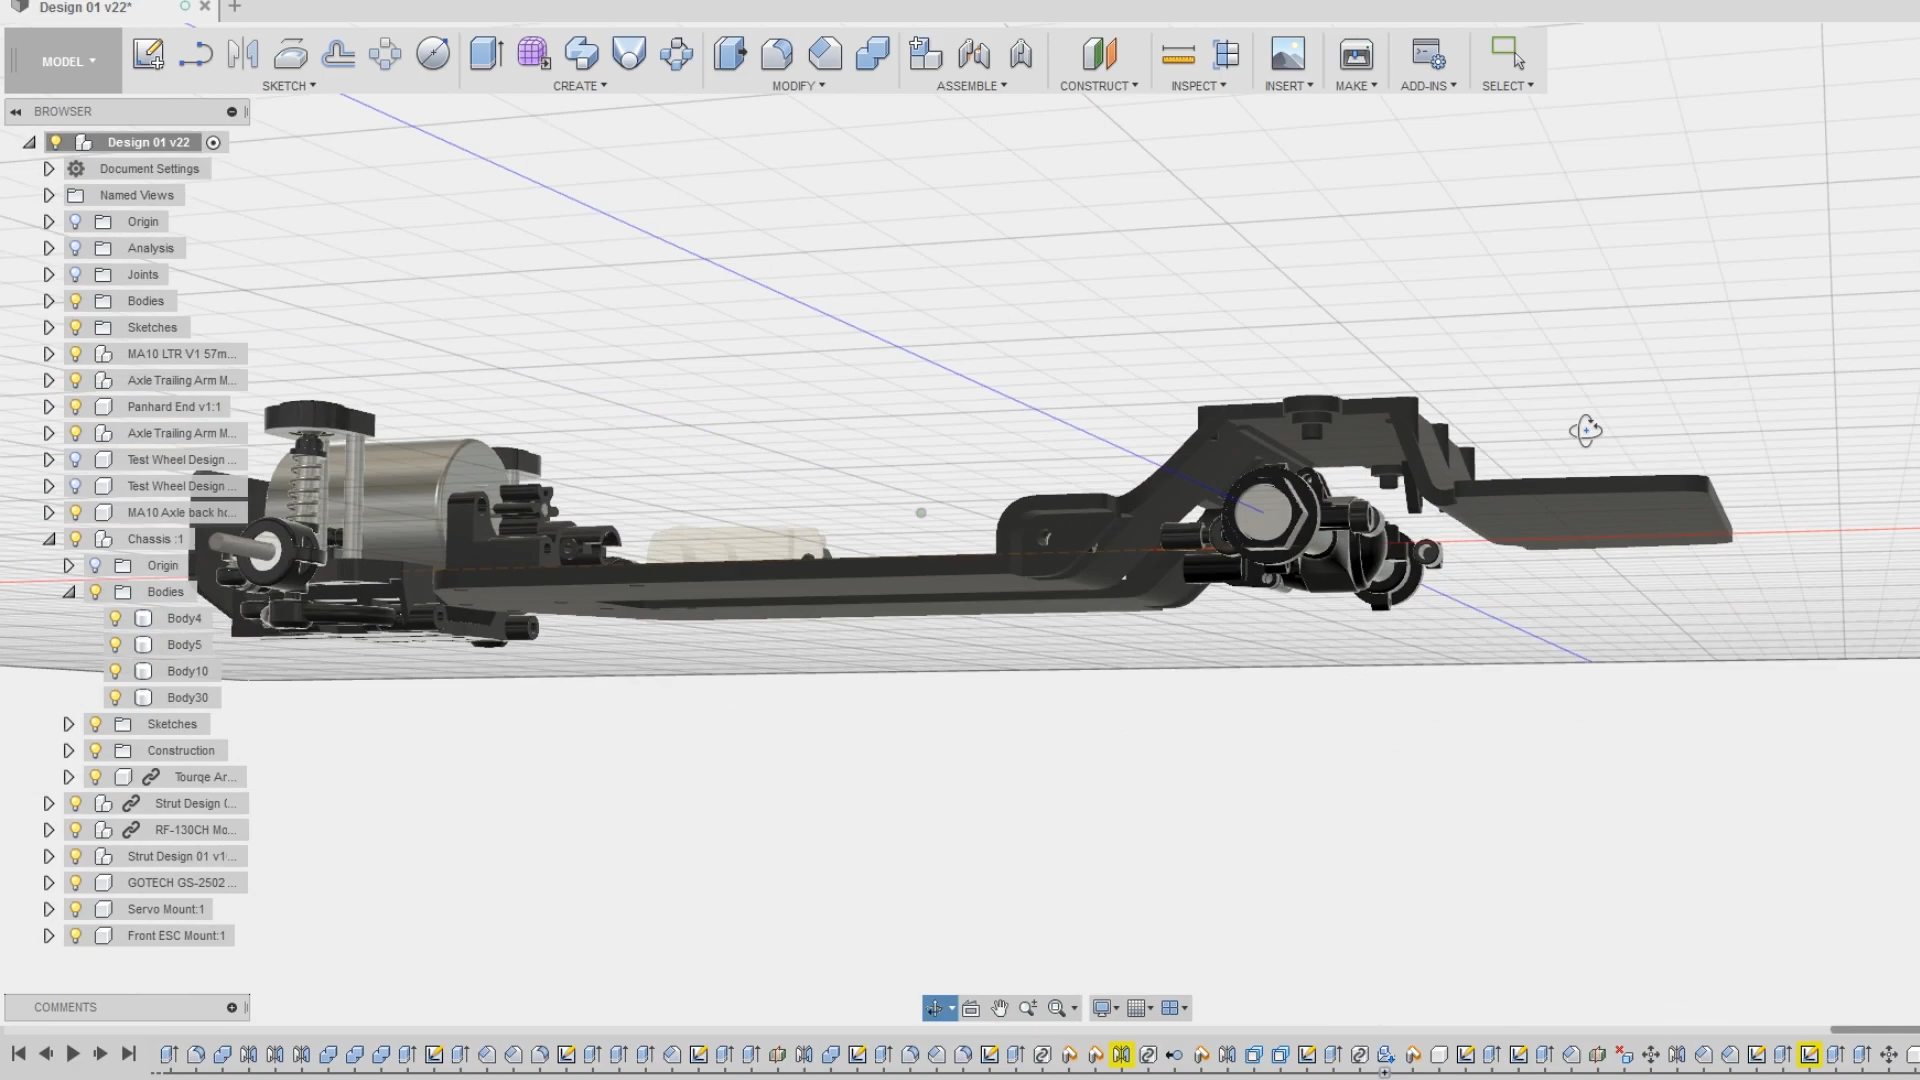 Design 01 v22*
MODEL
SKETCH
CREATE
MODIFY
ASSEMBLE
CONSTRUCT
INSPECT
INSERT
MAKE
ADD-INS
SELECT
BROWSER
Design 01 v22
Document Settings
Named Views
Origin
Analysis
Joints
Bodies
Sketches
MA10 LTR V1 57m...
Axle Trailing Arm M...
Panhard End v1:1
Axle Trailing Arm M...
Test Wheel Design ...
Test Wheel Design ...
MA10 Axle back ho...
Chassis :1
Origin
Bodies
Body4
Body5
Body10
Body30
Sketches
Construction
Tourqe Ar...
Strut Design (...
RF-130CH Mo...
Strut Design 01 v1...
GOTECH GS-2502 ...
Servo Mount:1
Front ESC Mount:1
COMMENTS